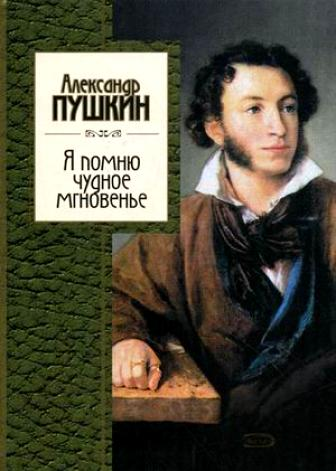 Александр
ПУШКИН
Я помню
чудное
мгновенье